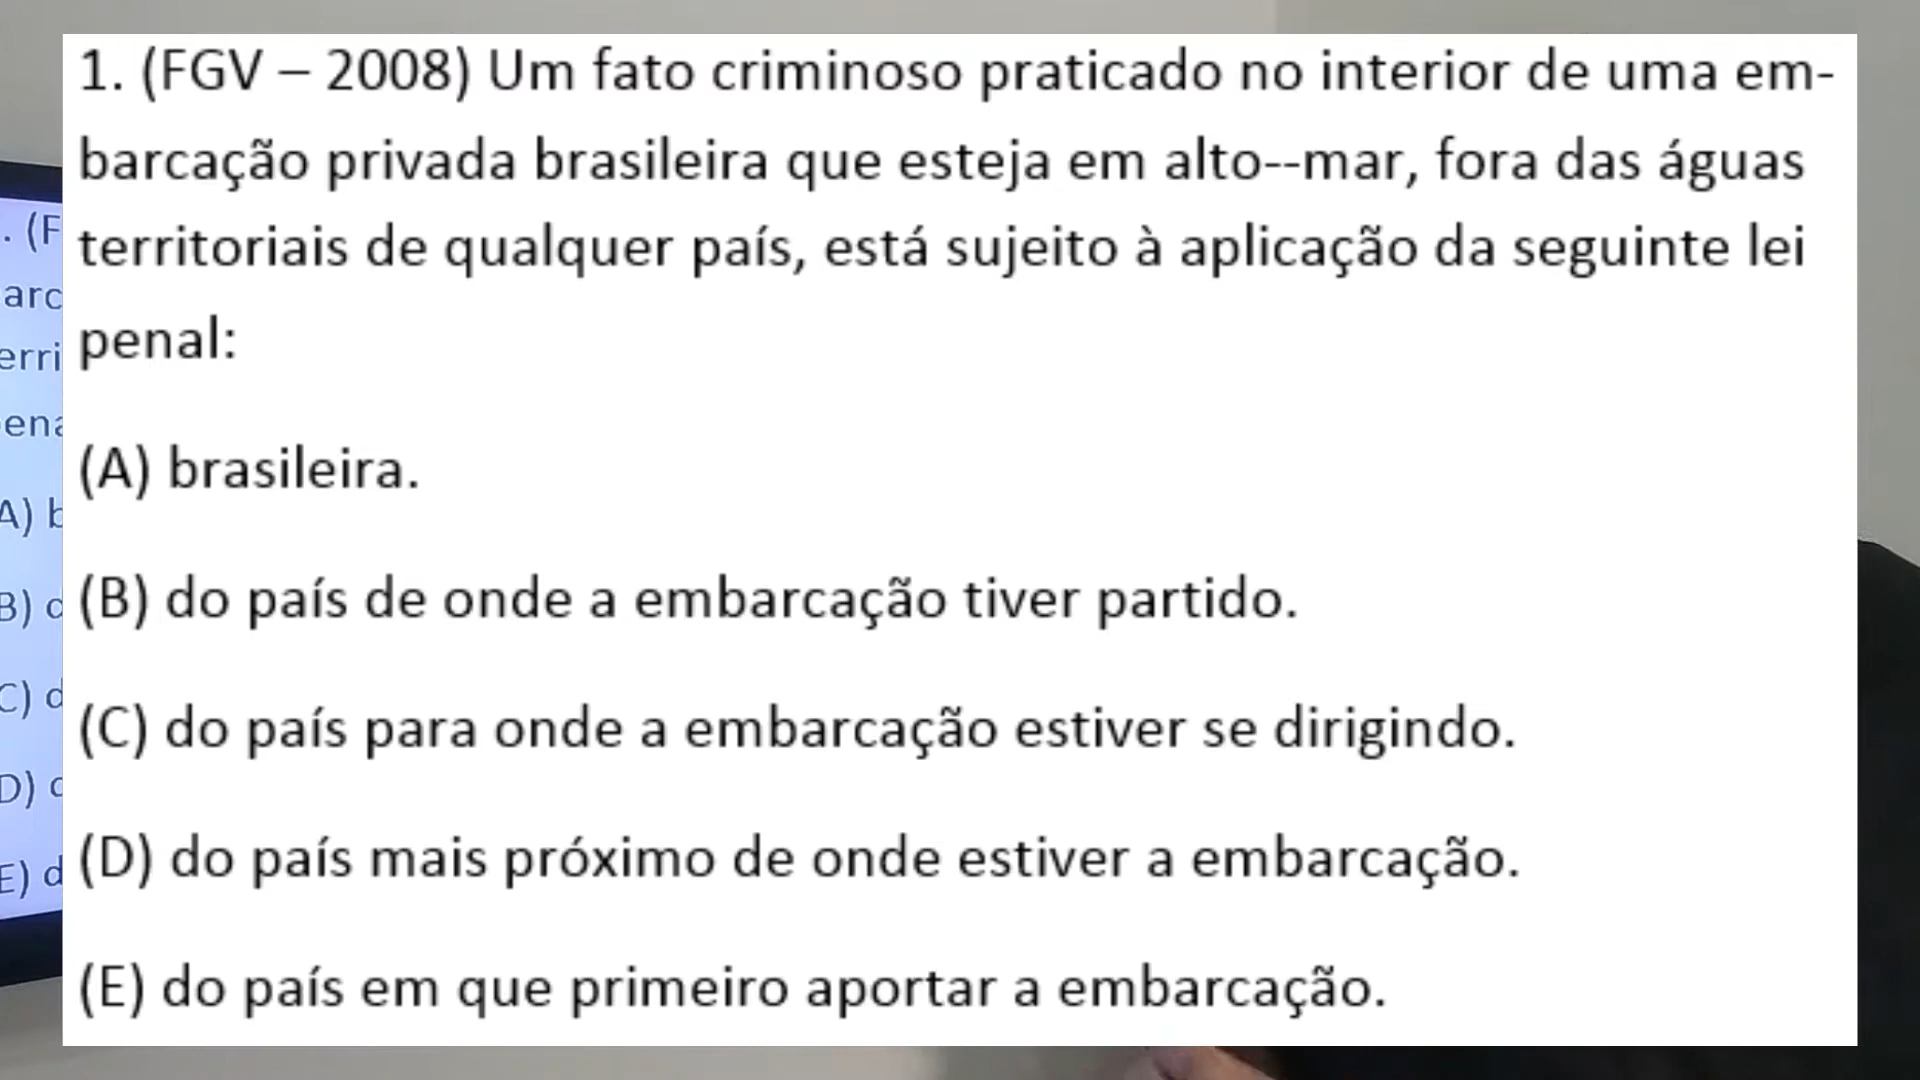 1. (FGV – 2008) Um fato criminoso praticado no interior de uma em-
barcação privada brasileira que esteja em alto--mar, fora das águas
territoriais de qualquer país, está sujeito à aplicação da seguinte lei
penal:
(A) brasileira.
(B) do país de onde a embarcação tiver partido.
(C) do país para onde a embarcação estiver se dirigindo.
(D) do país mais próximo de onde estiver a embarcação.
(E) do país em que primeiro aportar a embarcação.